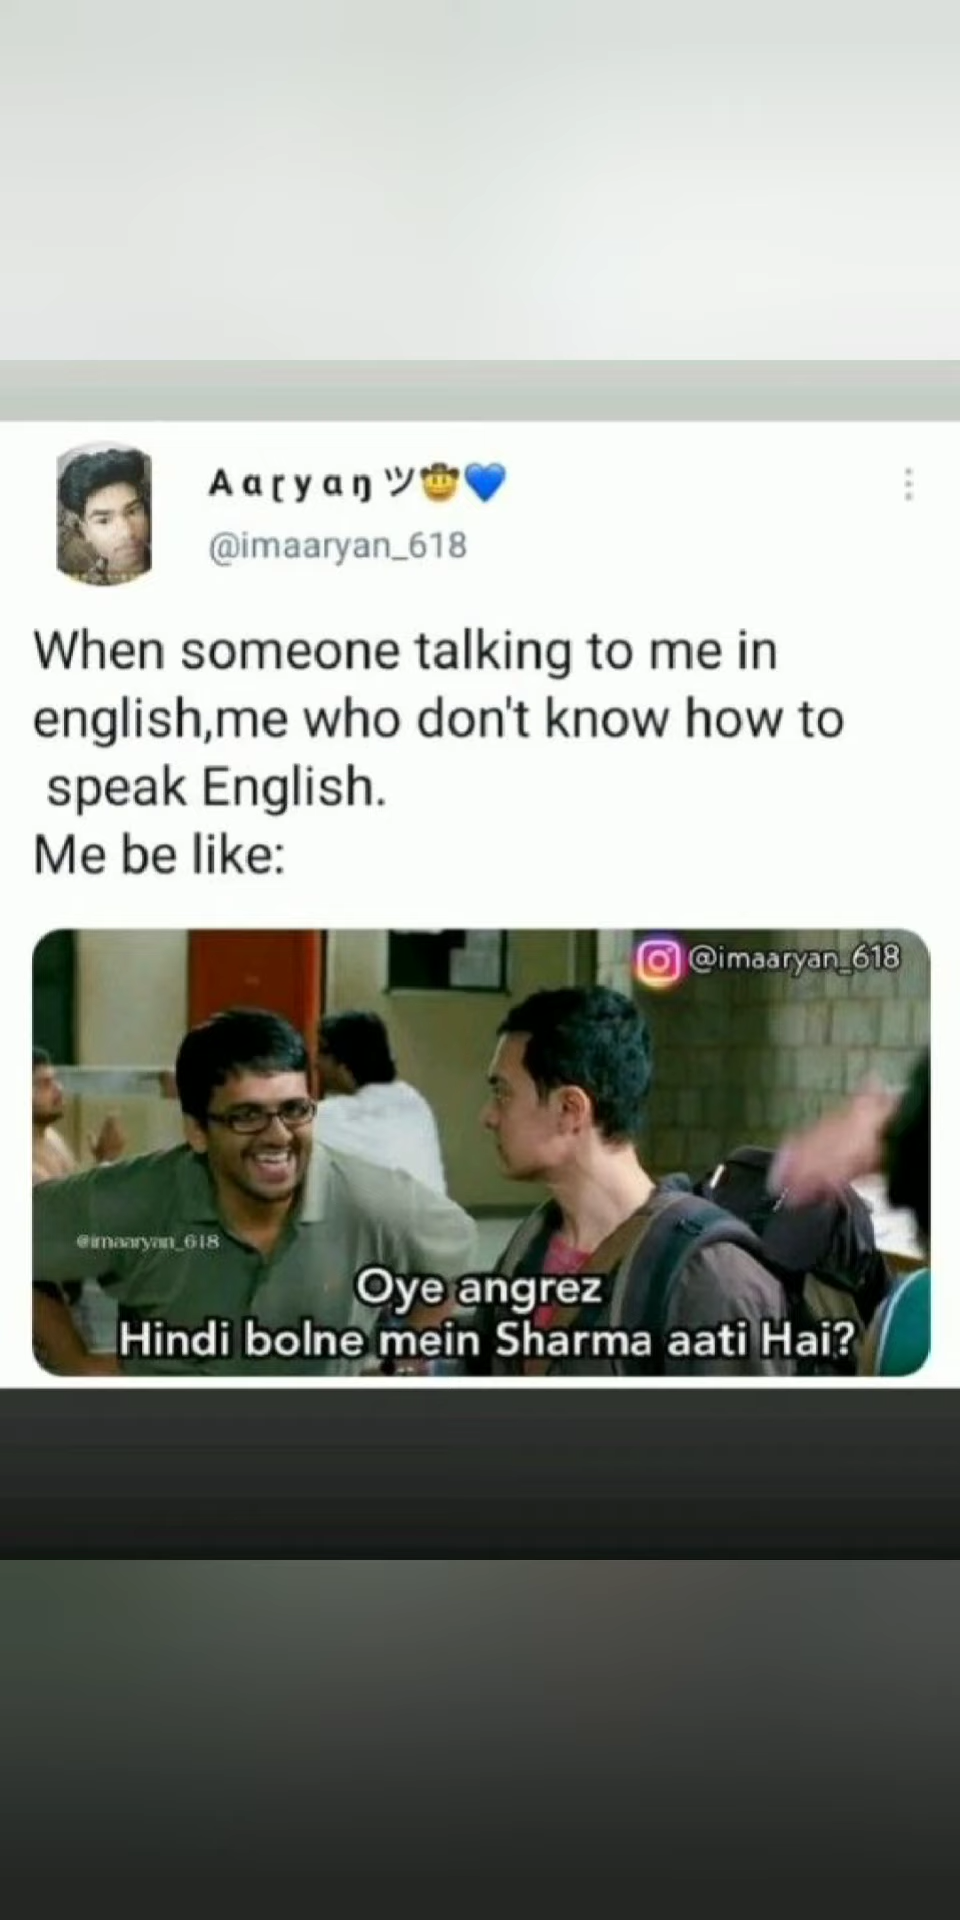 Aaryaŋ ツ🤠💙
@imaaryan_618
When someone talking to me in
english,me who don't know how to
speak English.
Me be like:
@imaaryan_618
@imaaryan_618
Oye angrez
Hindi bolne mein Sharma aati Hai?